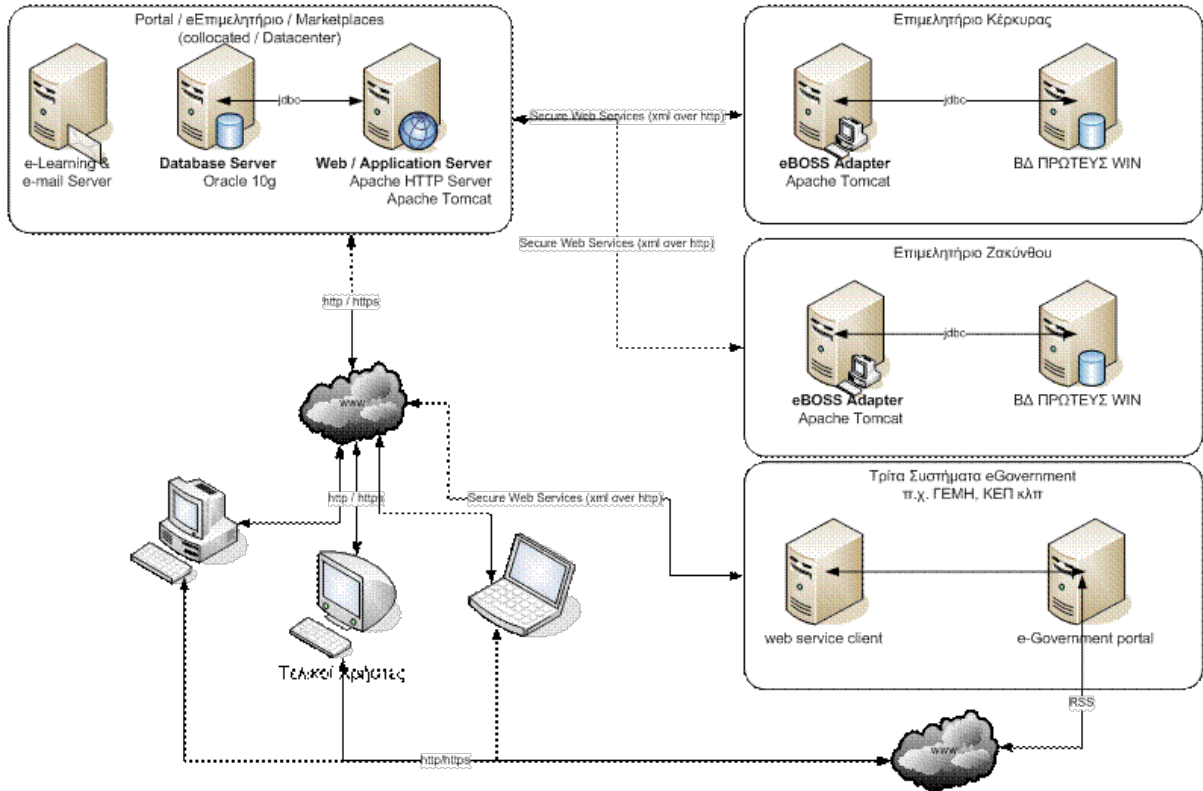 Portal / eΕπιμελητήριο / Marketplaces
(collocated / Datacenter)
jdbc
e-Learning &
e-mail Server
Database Server
Oracle 10g
Web / Application Server
Apache HTTP Server
Apache Tomcat
Secure Web Services (xml over http)
Επιμελητήριο Κέρκυρας
jdbc
eBOSS Adapter
Apache Tomcat
ΒΔ ΠΡΩΤΕΥΣ WIN
Secure Web Services (xml over http)
Επιμελητήριο Ζακύνθου
jdbc
eBOSS Adapter
Apache Tomcat
ΒΔ ΠΡΩΤΕΥΣ WIN
http / https
www
http / https
Secure Web Services (xml over http)
Τρίτα Συστήματα eGovernment
π.χ. ΓΕΜΗ, ΚΕΠ κλπ
web service client
e-Government portal
Τελικοί Χρήστες
RSS
http/https
www